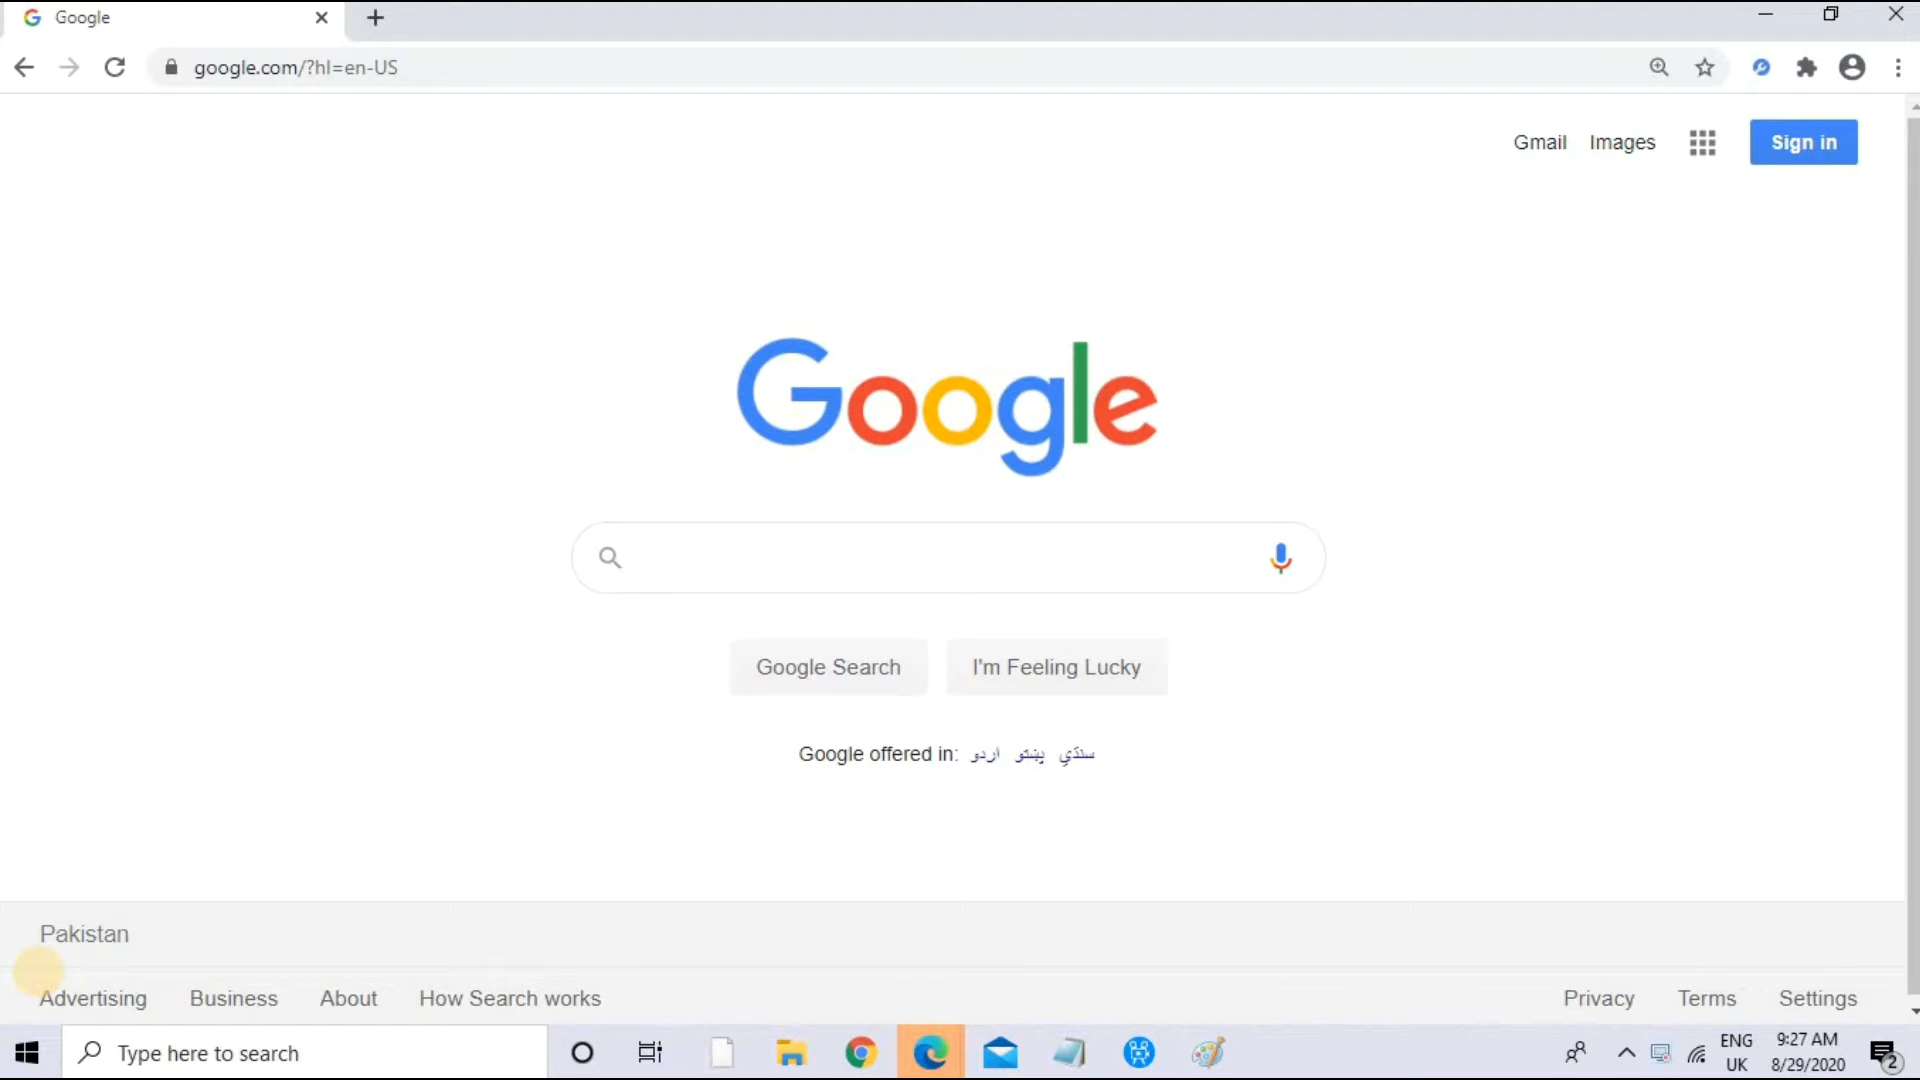 Google
google.com/?hl=en-US
Gmail Images Sign in
Google
Google Search I'm Feeling Lucky
Google offered in: اردو پښتو سنڌي
Pakistan
Advertising Business About How Search works Privacy Terms Settings
Type here to search
ENG 9:27 AM
UK 8/29/2020 2